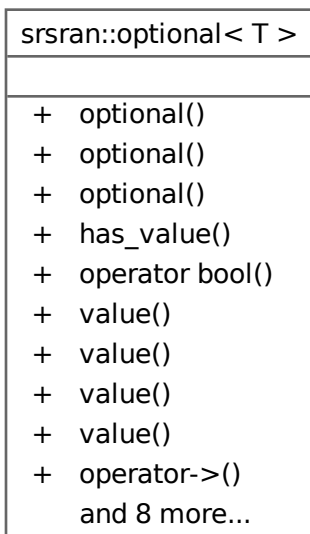 srsran::optional< T >
+ optional()
+ optional()
+ optional()
+ has_value()
+ operator bool()
+ value()
+ value()
+ value()
+ value()
+ operator->()
and 8 more...